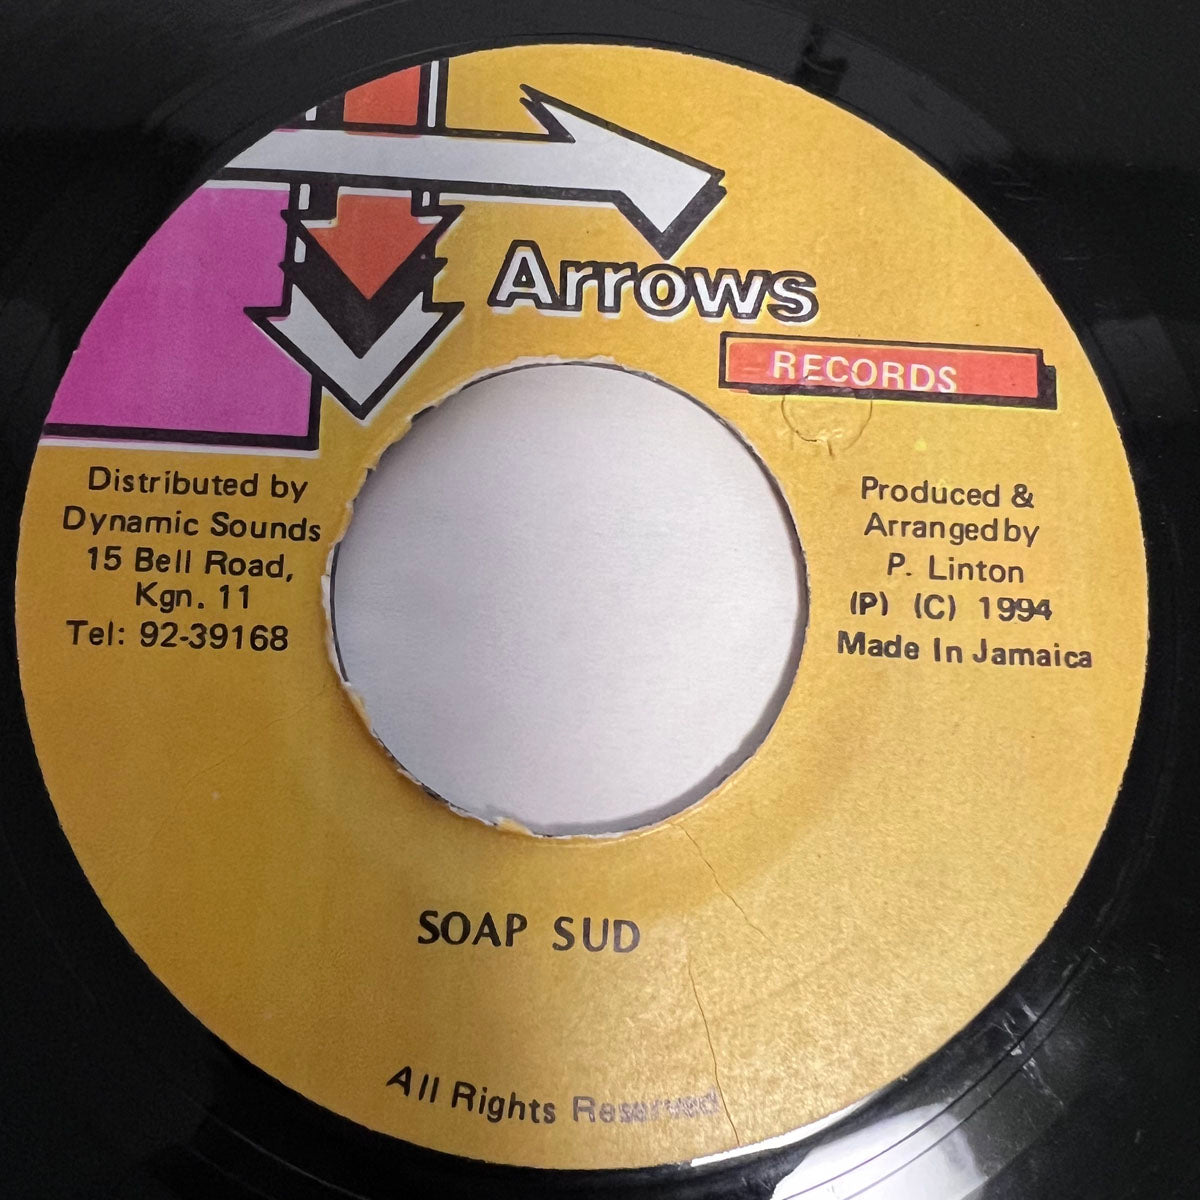 Arrows
RECORDS
Distributed by
Dynamic Sounds
15 Bell Road,
Kgn. 11
Tel: 92-39168
Produced &
Arranged by
P. Linton
(P) (C) 1994
Made In Jamaica
SOAP SUD
All Rights Reserved